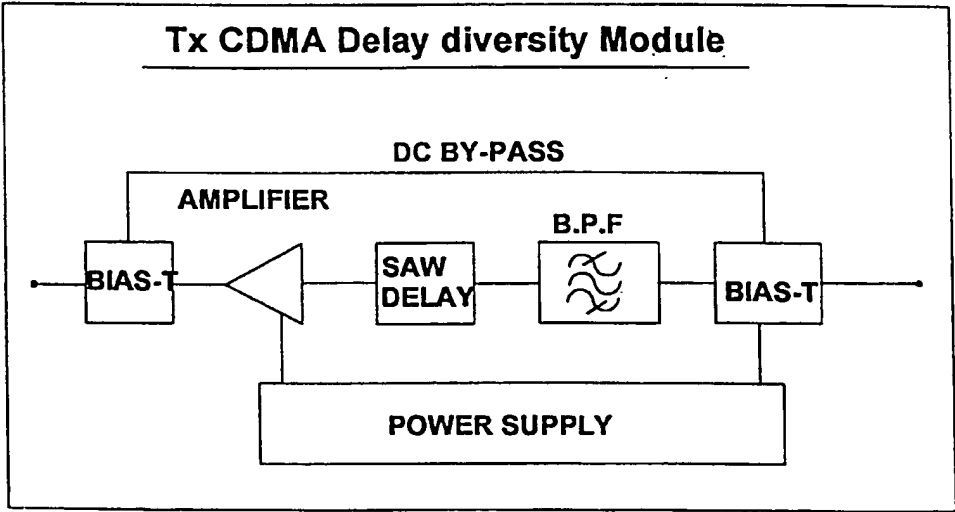 Tx CDMA Delay diversity Module
DC BY-PASS
AMPLIFIER
B.P.F
BIAS-T
SAW
DELAY
BIAS-T
POWER SUPPLY